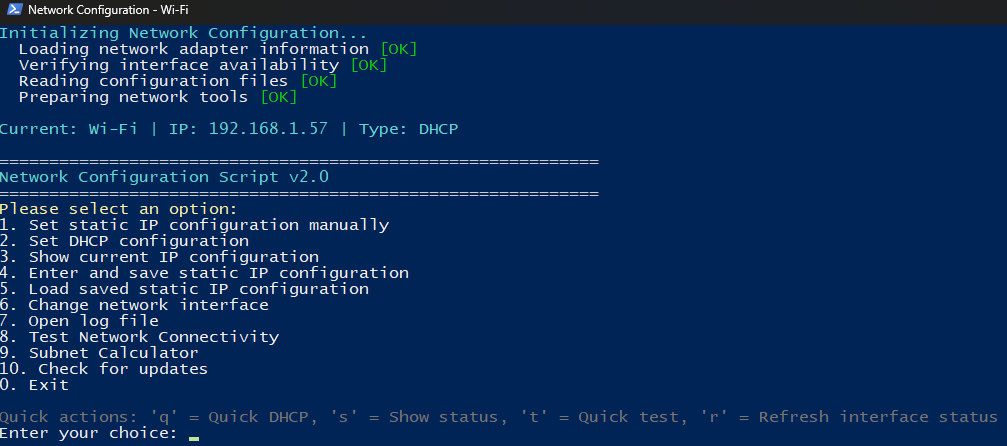 Network Configuration - Wi-Fi
Initializing Network Configuration...
Loading network adapter information [OK]
Verifying interface availability [OK]
Reading configuration files [OK]
Preparing network tools [OK]
Current: Wi-Fi | IP: 192.168.1.57 | Type: DHCP
============================================================
Network Configuration Script v2.0
============================================================
Please select an option:
1. Set static IP configuration manually
2. Set DHCP configuration
3. Show current IP configuration
4. Enter and save static IP configuration
5. Load saved static IP configuration
6. Change network interface
7. Open log file
8. Test Network Connectivity
9. Subnet Calculator
10. Check for updates
0. Exit
Quick actions: 'q' = Quick DHCP, 's' = Show status, 't' = Quick test, 'r' = Refresh interface status
Enter your choice: _